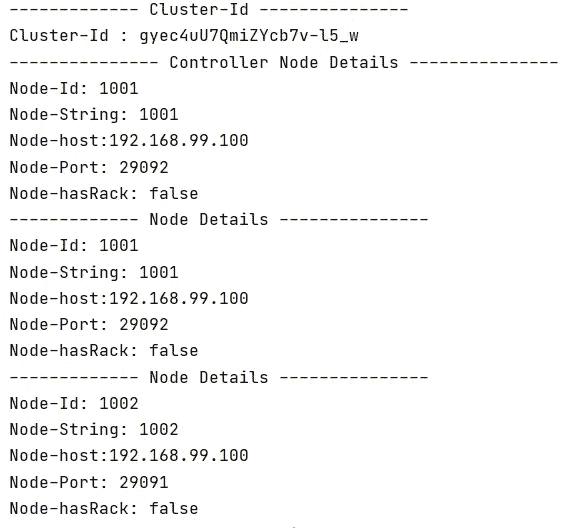 ------------- Cluster-Id ---------------
Cluster-Id : gyec4uU7QmiZYcb7v-l5_w
--------------- Controller Node Details ---------------
Node-Id: 1001
Node-String: 1001
Node-host:192.168.99.100
Node-Port: 29092
Node-hasRack: false
------------- Node Details ---------------
Node-Id: 1001
Node-String: 1001
Node-host:192.168.99.100
Node-Port: 29092
Node-hasRack: false
------------- Node Details ---------------
Node-Id: 1002
Node-String: 1002
Node-host:192.168.99.100
Node-Port: 29091
Node-hasRack: false